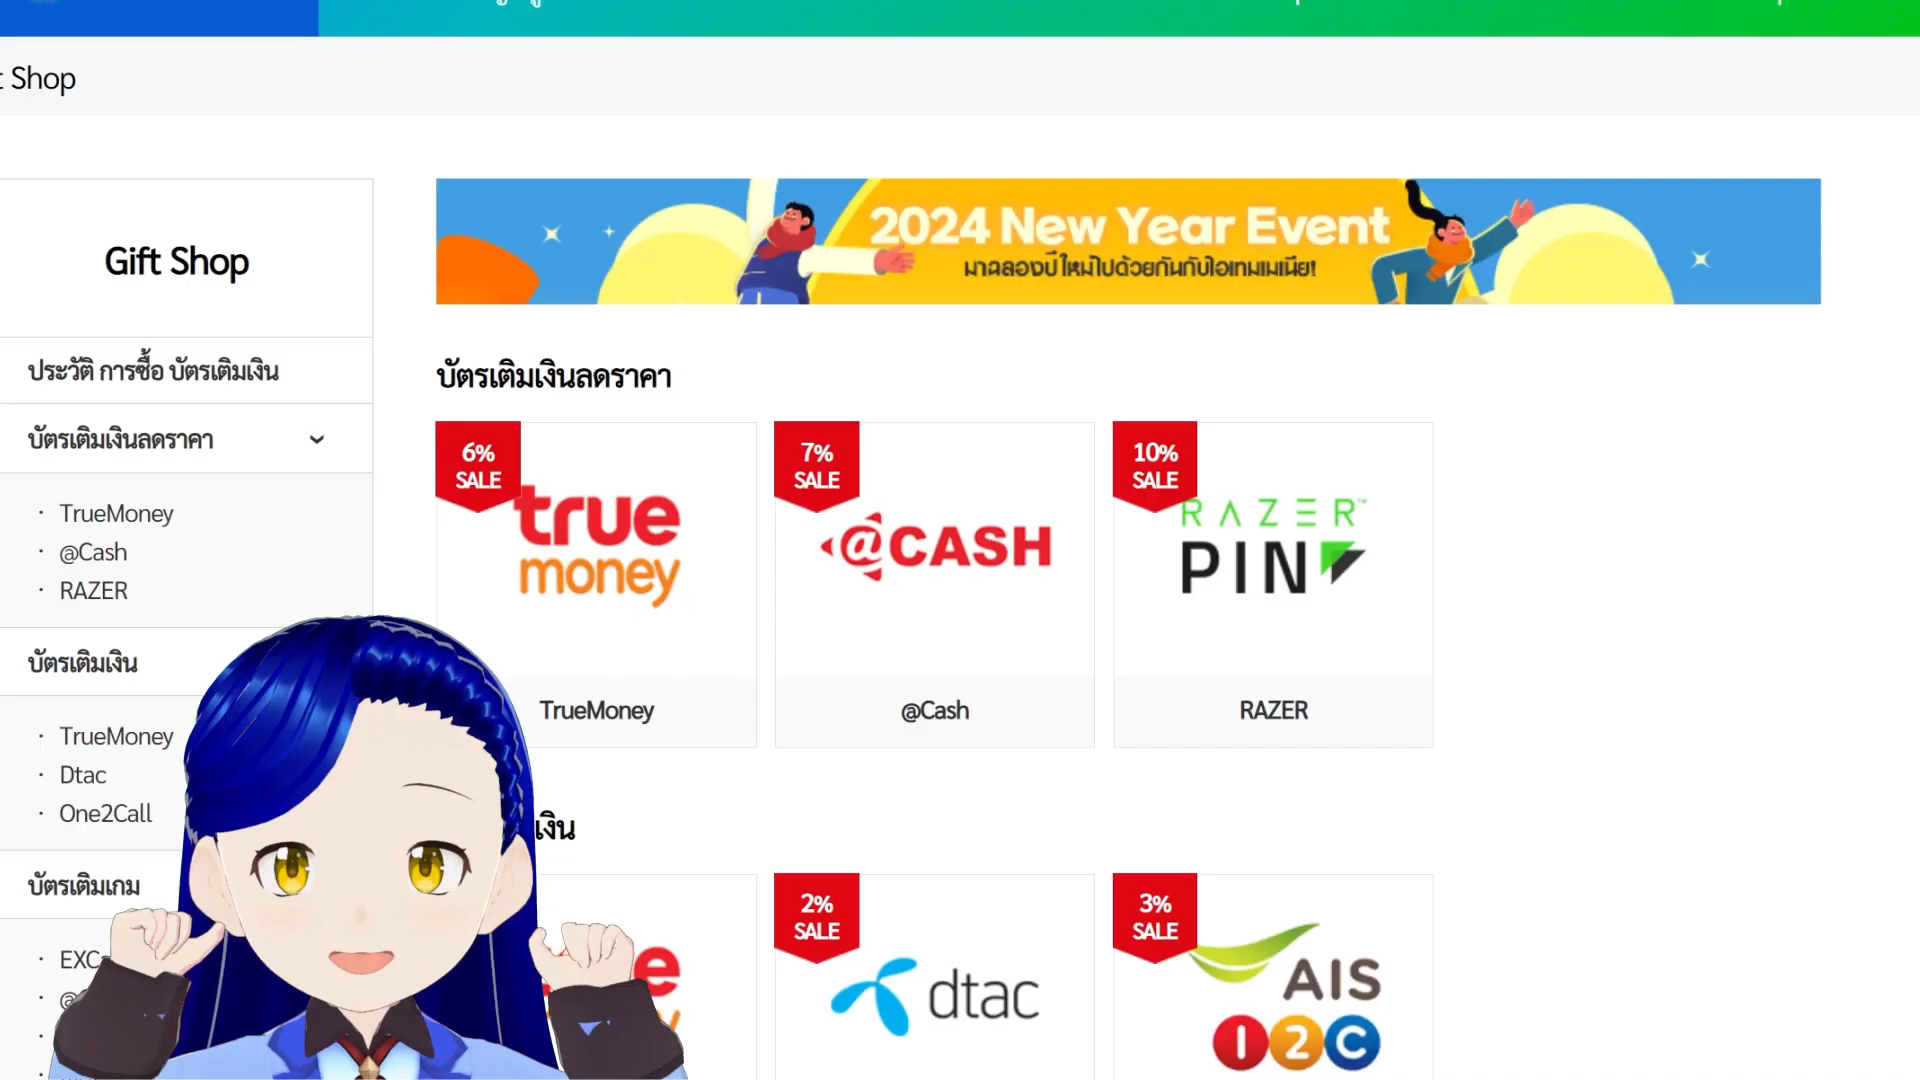 Shop
2024 New Year Event
มาฉลองปีใหม่ไปด้วยกันกับไอเทมเมเนีย!
Gift Shop
ประวัติ การซื้อ บัตรเติมเงิน
บัตรเติมเงินลดราคา
· TrueMoney
· @Cash
· RAZER
บัตรเติมเงิน
· TrueMoney
· Dtac
· One2Call
บัตรเติมเกม
บัตรเติมเงินลดราคา
6%
SALE
true
money
TrueMoney
7%
SALE
@CASH
@Cash
10%
SALE
RAZER™
PIN
RAZER
เงิน
2%
SALE
dtac
3%
SALE
AIS
12C